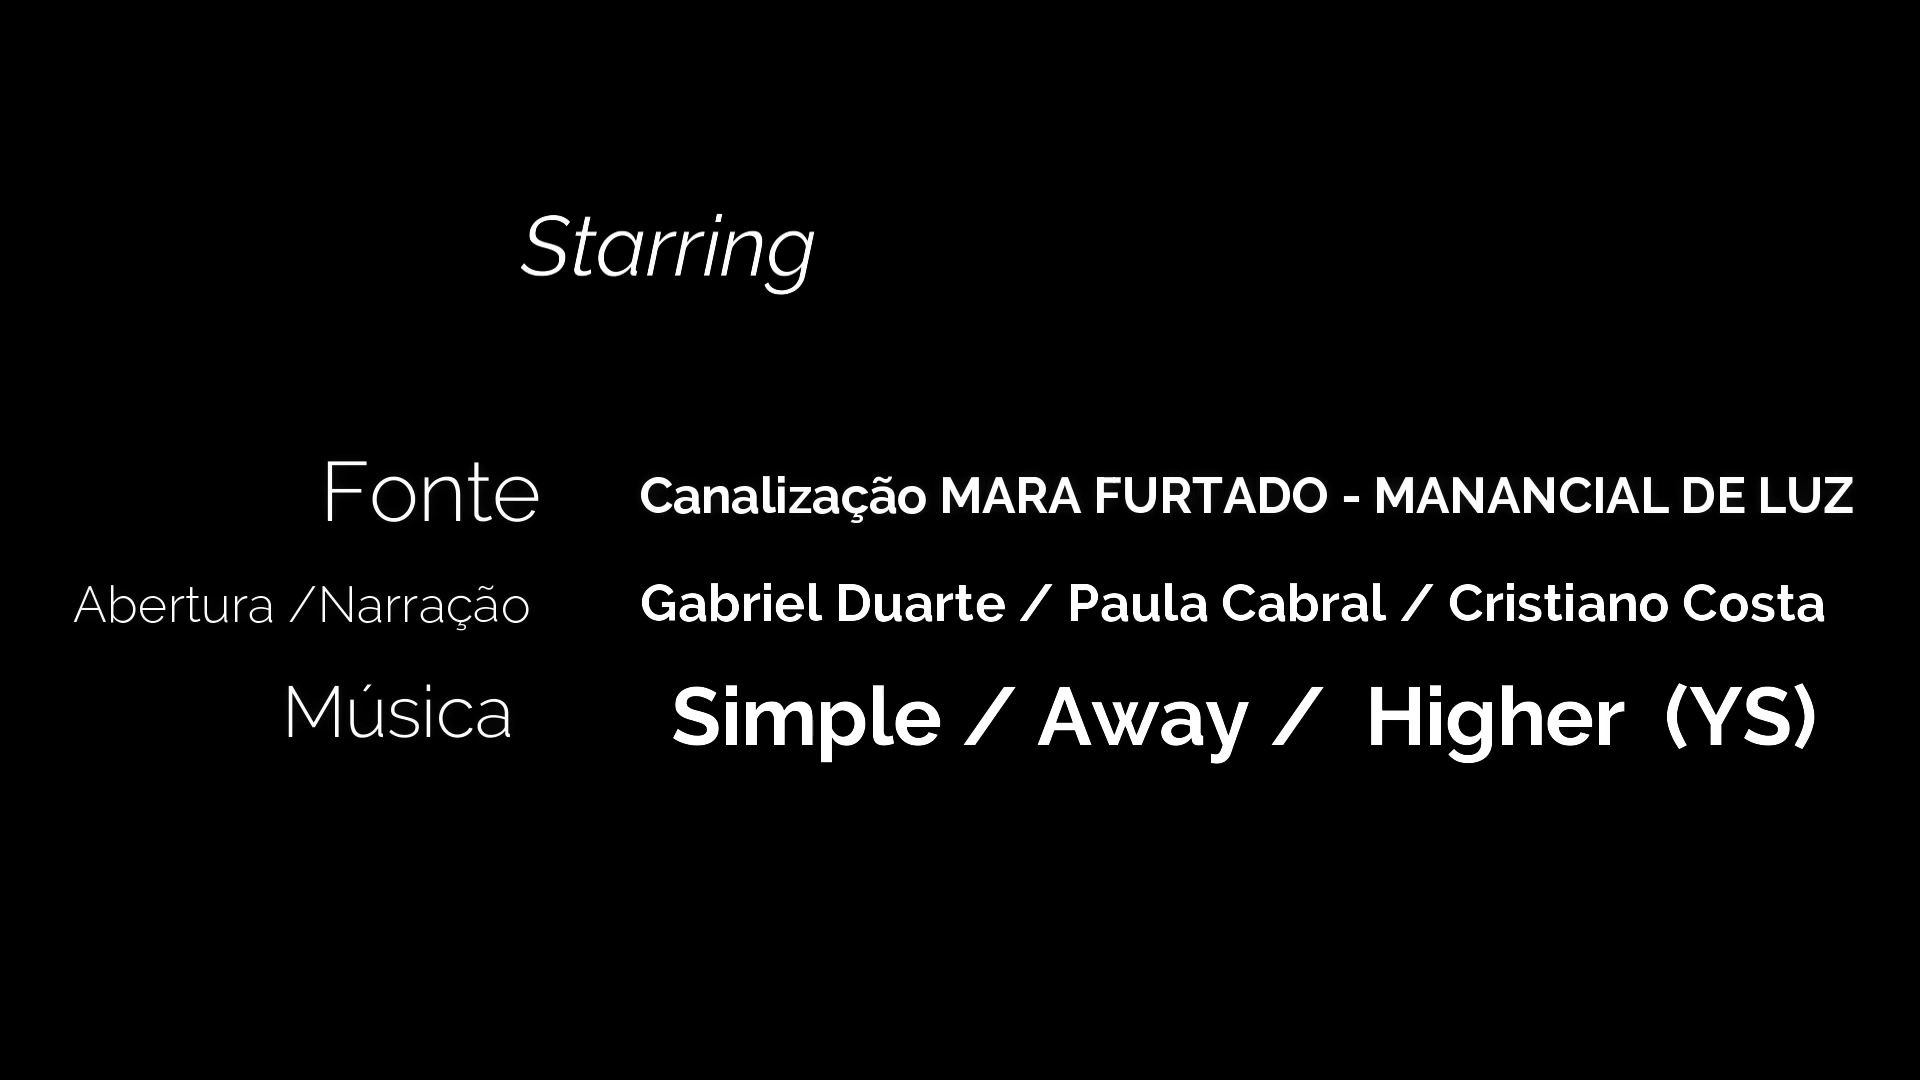 Starring
Fonte Canalização MARA FURTADO - MANANCIAL DE LUZ
Abertura /Narração Gabriel Duarte / Paula Cabral / Cristiano Costa
Música Simple / Away / Higher (YS)